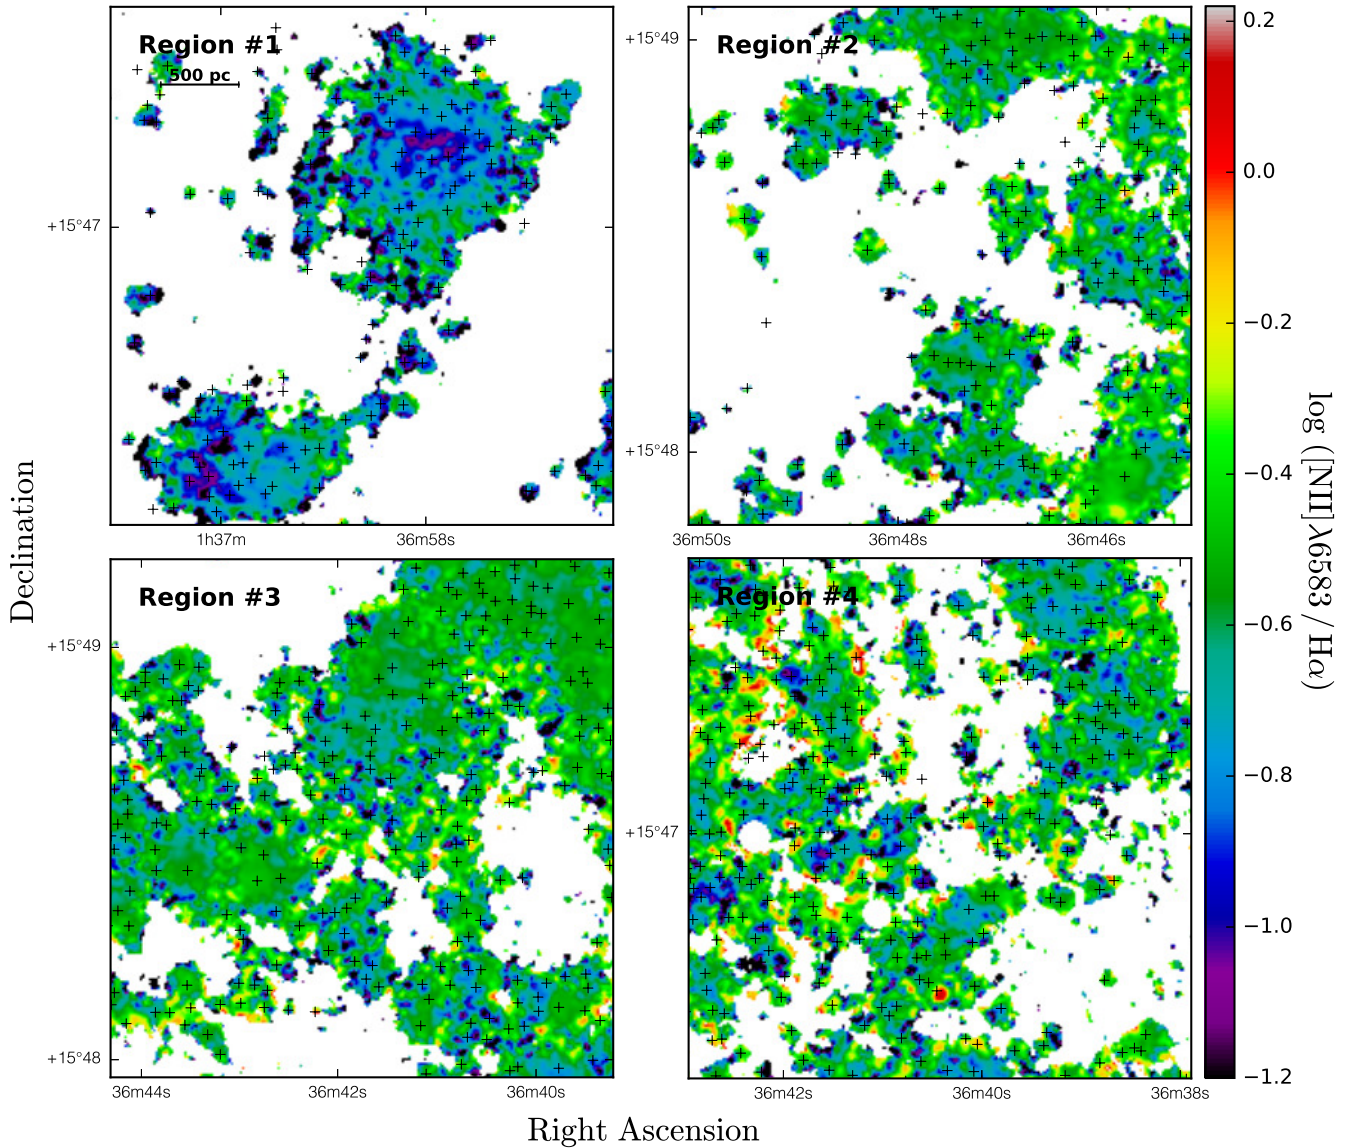 Region #1
500 pc
+15°47
1h37m
36m58s
Region #2
+15°49
+15°48
36m50s
36m48s
36m46s
Region #3
+15°49
+15°48
36m44s
36m42s
36m40s
Region #4
+15°47
36m42s
36m40s
36m38s
0.2
0.0
−0.2
−0.4
−0.6
−0.8
−1.0
−1.2
log ([NII]λ6583 / Hα)
Declination
Right Ascension